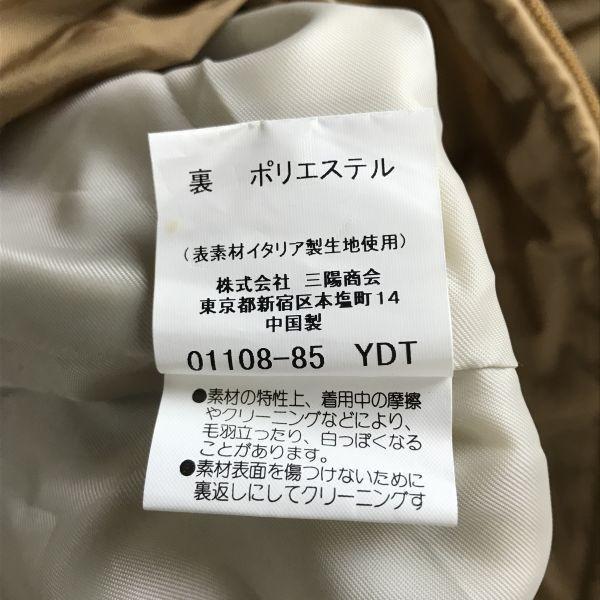 裏　ポリエステル
(表素材イタリア製生地使用)
株式会社 三陽商会
東京都新宿区本塩町14
中国製
01108-85 YDT
●素材の特性上、着用中の摩擦
やクリーニングなどにより、
毛羽立ったり、白っぽくなる
ことがあります。
●素材表面を傷つけないために
裏返しにしてクリーニングす